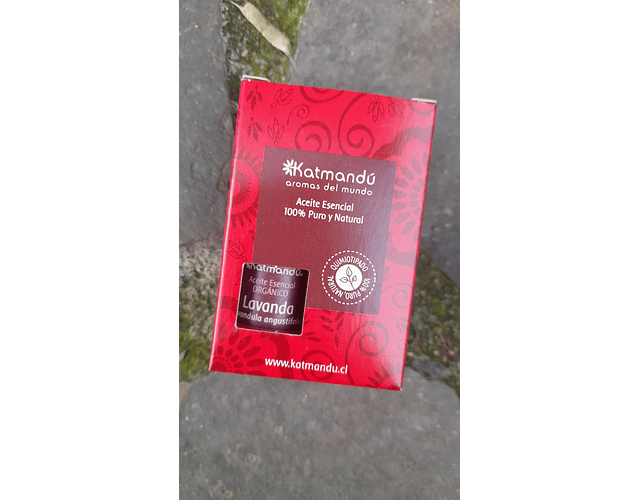 Katmandú
aromas del mundo
Aceite Esencial
100% Puro y Natural
QUIMIOTIPADO
100% PURO, NATURAL
Katmandú
Aceite Esencial
ORGÁNICO
Lavanda
www.katmandu.cl